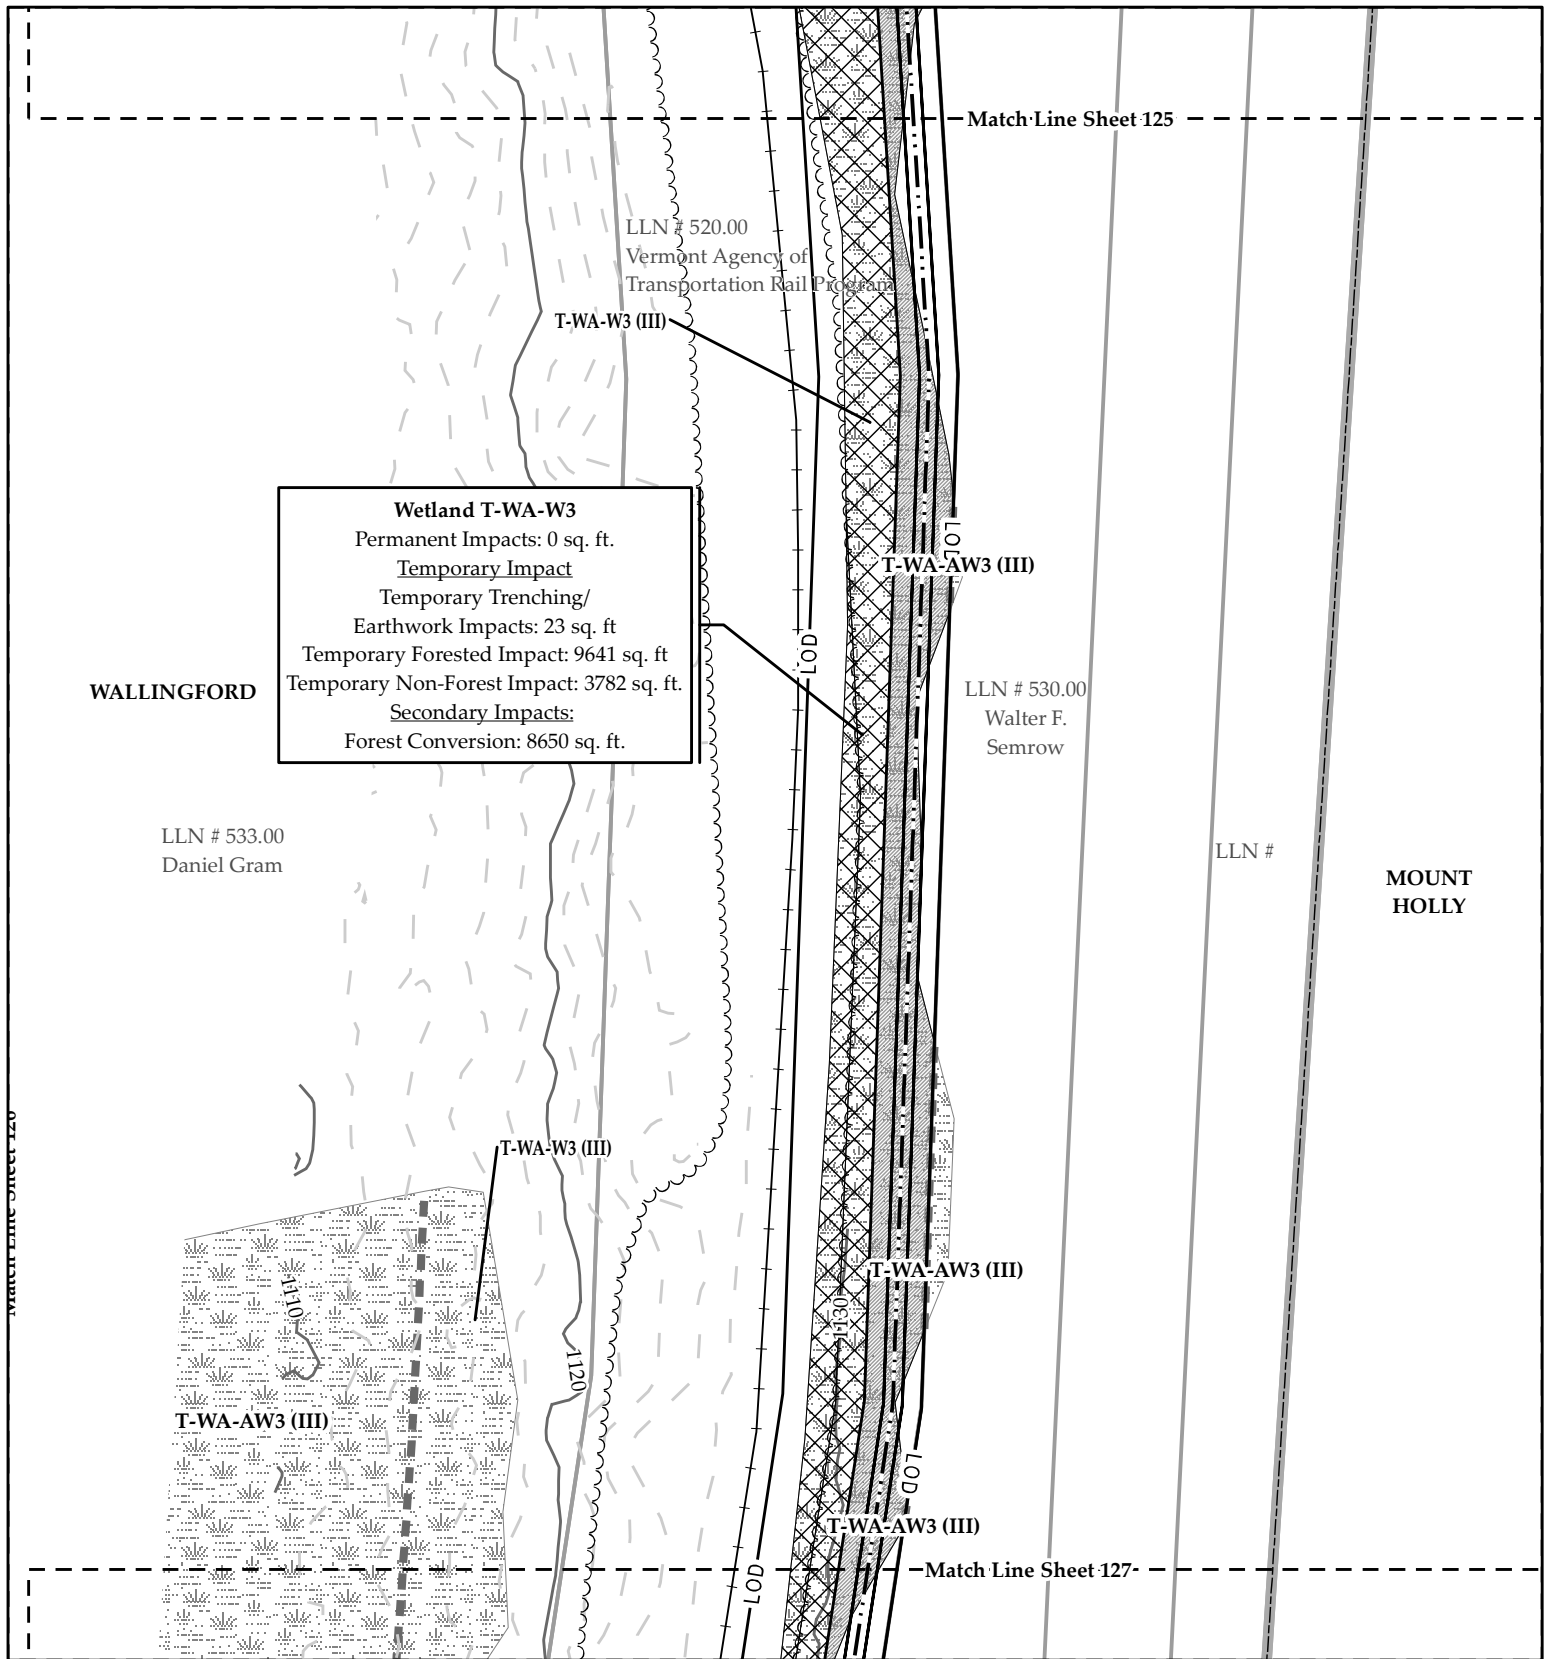 Match Line Sheet 125
LLN # 520.00
Vermont Agency of
Transportation Rail Program
T-WA-W3 (III)
Wetland T-WA-W3
Permanent Impacts: 0 sq. ft.
Temporary Impact
Temporary Trenching/
Earthwork Impacts: 23 sq. ft
Temporary Forested Impact: 9641 sq. ft
Temporary Non-Forest Impact: 3782 sq. ft.
Secondary Impacts:
Forest Conversion: 8650 sq. ft.
LOD
T-WA-AW3 (III)
LOD
WALLINGFORD
LLN # 530.00
Walter F.
Semrow
LLN # 533.00
Daniel Gram
LLN #
MOUNT
HOLLY
Match Line Sheet 126
T-WA-W3 (III)
T-WA-AW3 (III)
1110
1130
1120
T-WA-AW3 (III)
LOD
T-WA-AW3 (III)
Match Line Sheet 127
LOD